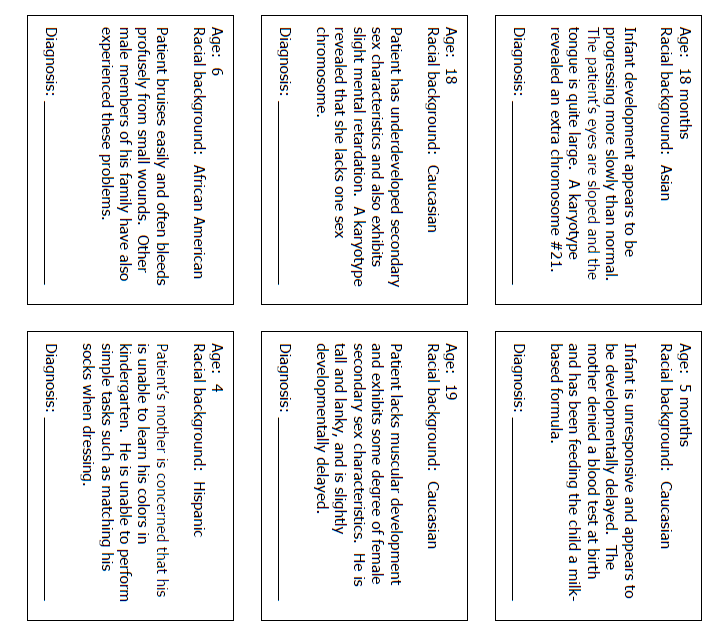 Age: 18 months
Racial background: Asian
Infant development appears to be
progressing more slowly than normal.
The patient's eyes are sloped and the
tongue is quite large. A karyotype
revealed an extra chromosome #21.
Diagnosis: ____________________
Age: 5 months
Racial background: Caucasian
Infant is unresponsive and appears to
be developmentally delayed. The
mother denied a blood test at birth
and has been feeding the child a milk-
based formula.
Diagnosis: ____________________
Age: 18
Racial background: Caucasian
Patient has underdeveloped secondary
sex characteristics and also exhibits
slight mental retardation. A karyotype
revealed that she lacks one sex
chromosome.
Diagnosis: ____________________
Age: 19
Racial background: Caucasian
Patient lacks muscular development
and exhibits some degree of female
secondary sex characteristics. He is
tall and lanky, and is slightly
developmentally delayed.
Diagnosis: ____________________
Age: 6
Racial background: African American
Patient bruises easily and often bleeds
profusely from small wounds. Other
male members of his family have also
experienced these problems.
Diagnosis: ____________________
Age: 4
Racial background: Hispanic
Patient's mother is concerned that his
is unable to learn his colors in
kindergarten. He is unable to perform
simple tasks such as matching his
socks when dressing.
Diagnosis: ____________________